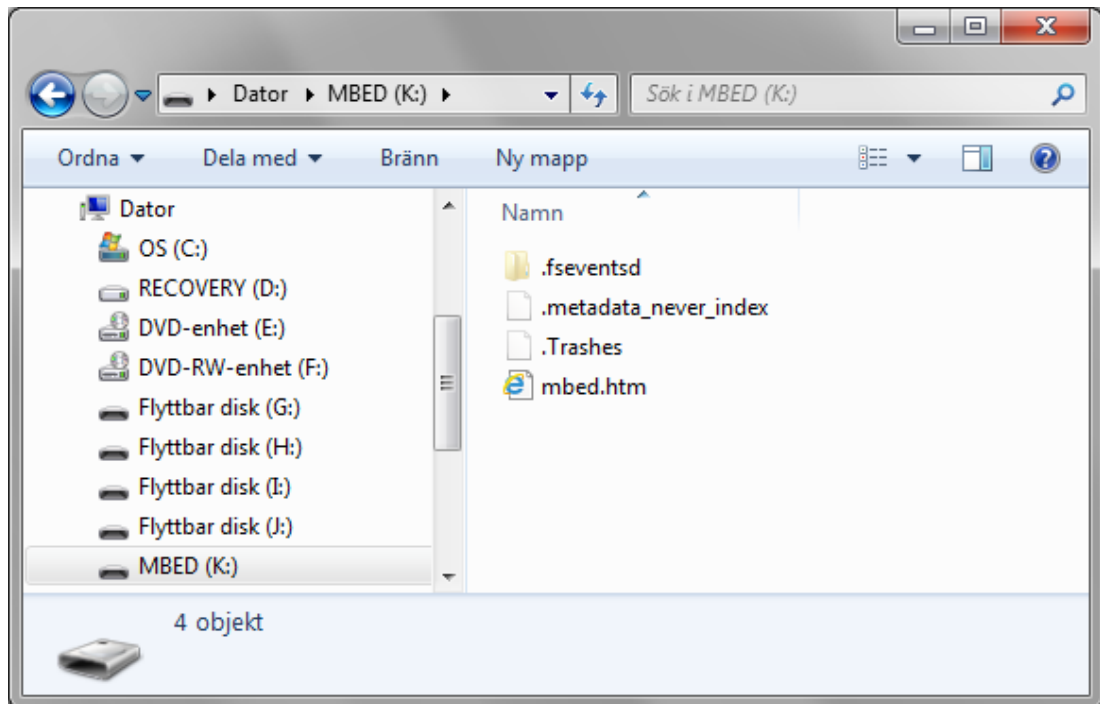 Dator MBED (K:)
Sök i MBED (K:)
Ordna Dela med Bränn Ny mapp
Dator
OS (C:)
RECOVERY (D:)
DVD-enhet (E:)
DVD-RW-enhet (F:)
Flyttbar disk (G:)
Flyttbar disk (H:)
Flyttbar disk (I:)
Flyttbar disk (J:)
MBED (K:)
Namn
.fseventsd
.metadata_never_index
.Trashes
mbed.htm
4 objekt